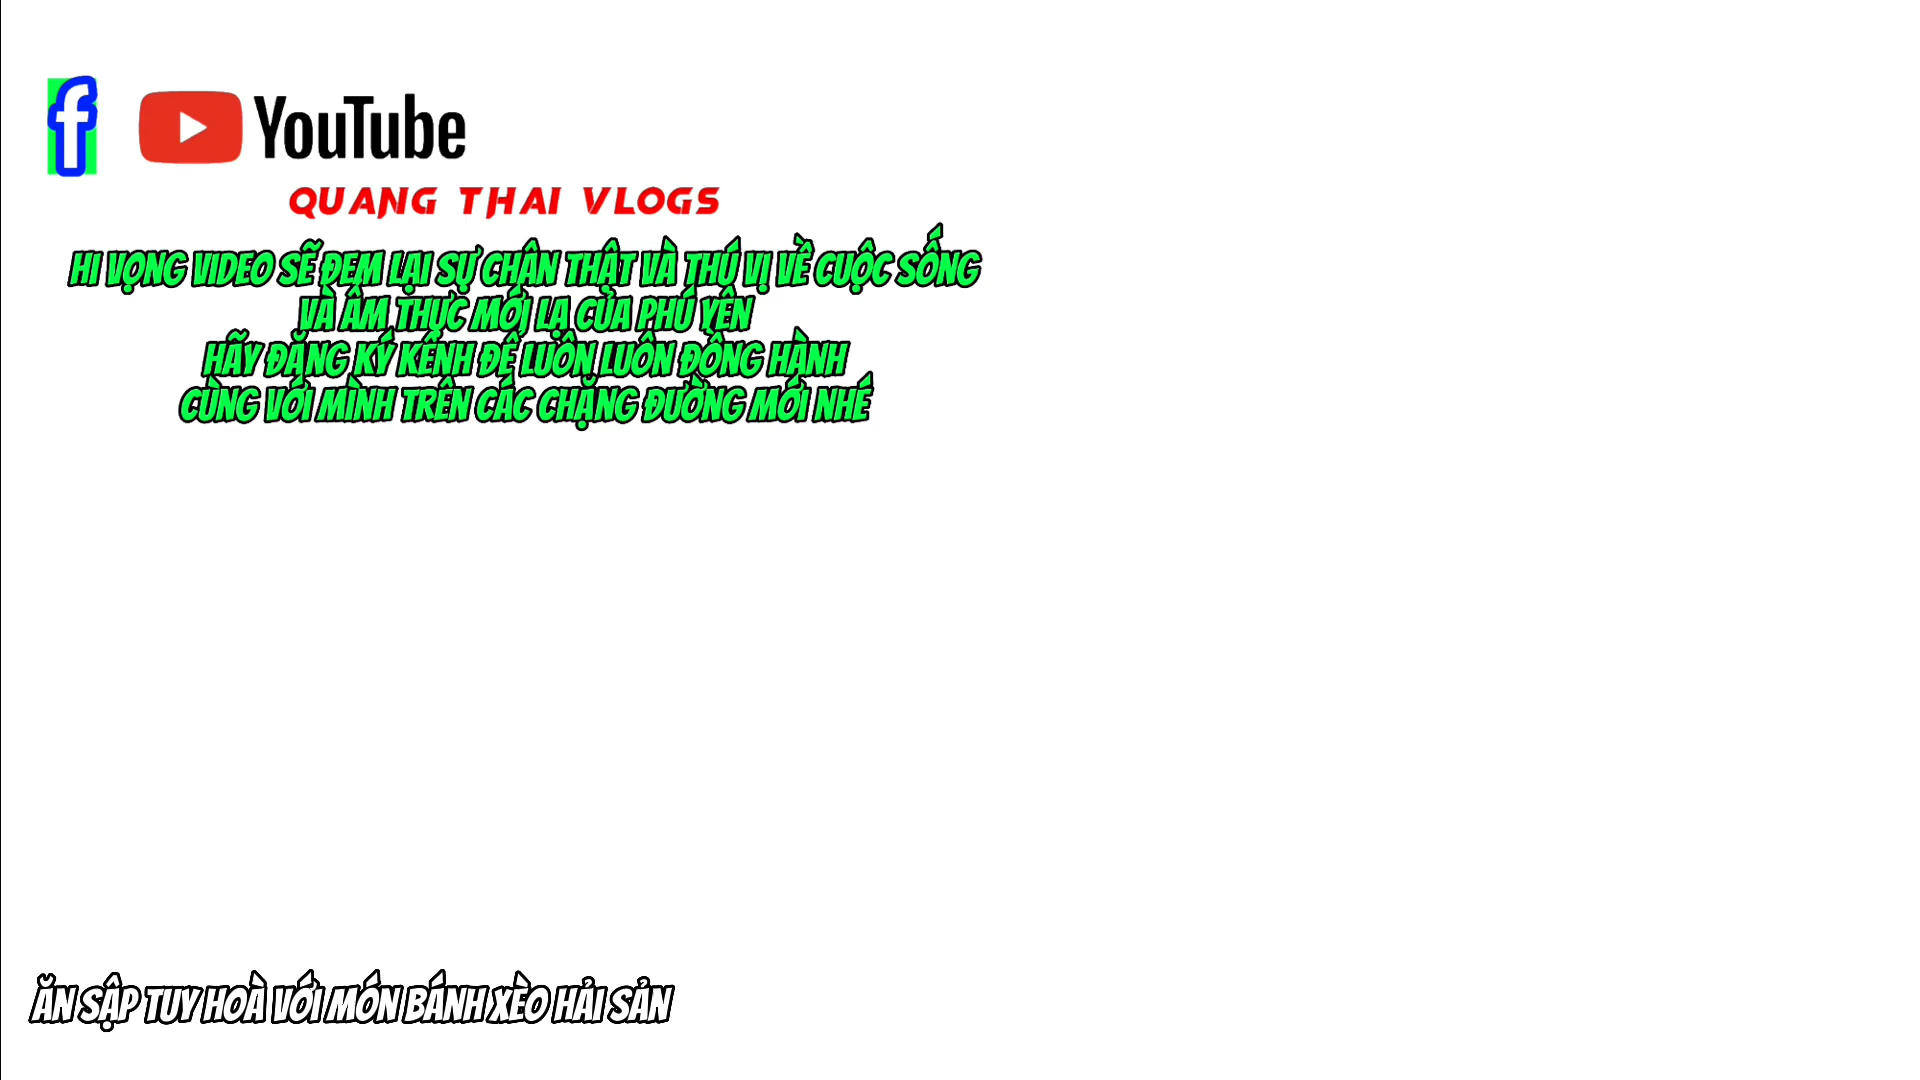 f YouTube
QUANG THAI VLOGS
HI VỌNG VIDEO SẼ ĐEM LẠI SỰ CHÂN THẬT VÀ THÚ VỊ VỀ CUỘC SỐNG
VÀ ẨM THỰC MỚI LẠ CỦA PHÚ YÊN
HÃY ĐĂNG KÝ KÊNH ĐỂ LUÔN LUÔN ĐỒNG HÀNH
CÙNG VỚI MÌNH TRÊN CÁC CHẶNG ĐƯỜNG MỚI NHÉ
ĂN SẬP TUY HOÀ VỚI MÓN BÁNH XÈO HẢI SẢN